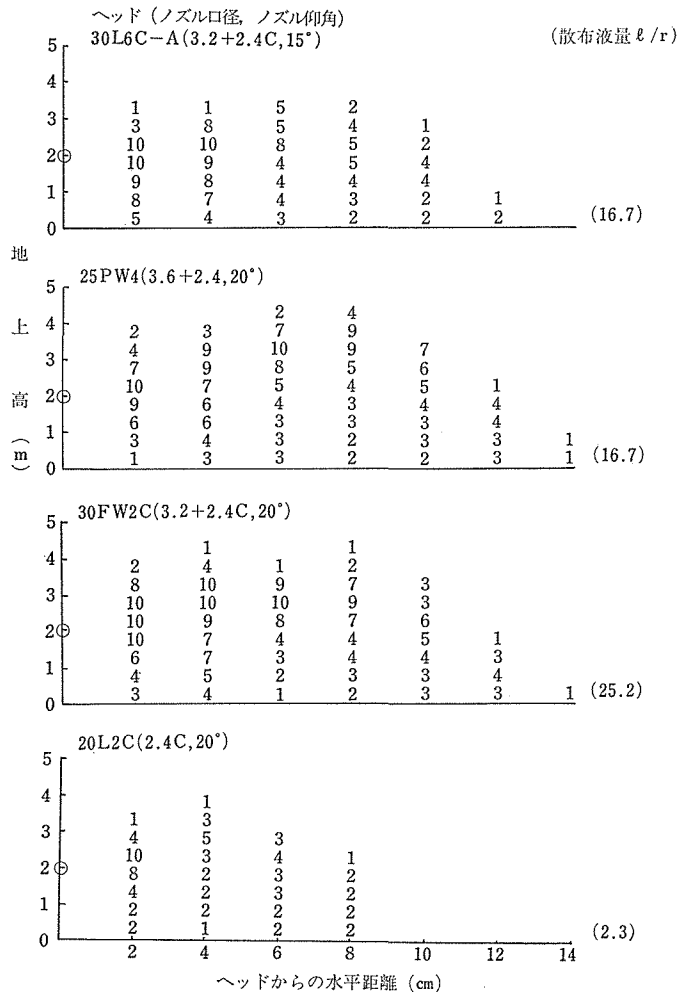 ヘッド (ノズル口径, ノズル仰角)
30L6C-A(3.2+2.4C,15°) (散布液量ℓ/r)
5
4
1 1 5 2
3
3 8 5 4 1
10 10 8 5 2
2
10 9 4 5 4
9 8 4 4 4
1
8 7 4 3 2 1
5 4 3 2 2 2 (16.7)
0
地上高(m)
25PW4(3.6+2.4,20°)
5
2 4
4
2 3 7 9
4 9 10 9 7
3
7 9 8 5 6
10 7 5 4 5 1
2
9 6 4 3 4 4
6 6 3 3 3 4
1
3 4 3 2 3 3 1
1 3 3 2 2 3 1 (16.7)
0
30FW2C(3.2+2.4C,20°)
5
1 1
4
2 4 1 2
8 10 9 7 3
3
10 10 10 9 3
10 9 8 7 6
2
10 7 4 4 5 1
6 7 3 4 4 3
1
4 5 2 3 3 4
3 4 1 2 3 3 1 (25.2)
0
20L2C(2.4C,20°)
5
4
1
1 3
3
4 5 3
10 3 4 1
2
8 2 3 2
4 2 3 2
1
2 2 2 2
2 1 2 2 (2.3)
0
2 4 6 8 10 12 14
ヘッドからの水平距離 (cm)